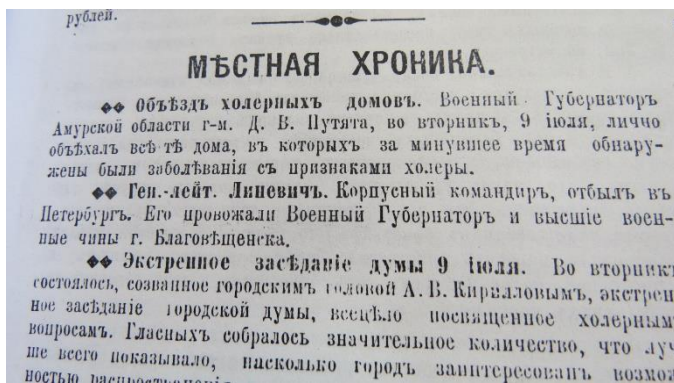 рублей.
МѢСТНАЯ ХРОНИКА.
Объѣздъ холерныхъ домовъ. Военный Губернаторъ
Амурской области г-м. Д. В. Путята, во вторникъ, 9 іюля, лично
объѣхалъ всѣ тѣ дома, въ которыхъ за минувшее время обнару-
жены были заболѣванія съ признаками холеры.
Ген.-лейт. Линевичъ. Корпусный командиръ, отбылъ въ
Петербургъ. Его провожали Военный Губернаторъ и высшіе воен-
ные чины г. Благовѣщенска.
Экстренное засѣданіе думы 9 іюля. Во вторникъ
состоялось, созванное городскимъ головой А. В. Кирилловымъ, экстрен
ное засѣданіе городской думы, всецѣло посвященное холернымъ
вопросамъ. Гласныхъ собралось значительное количество, что луч
ше всего показывало, насколько городъ заинтересованъ возмож
ностью